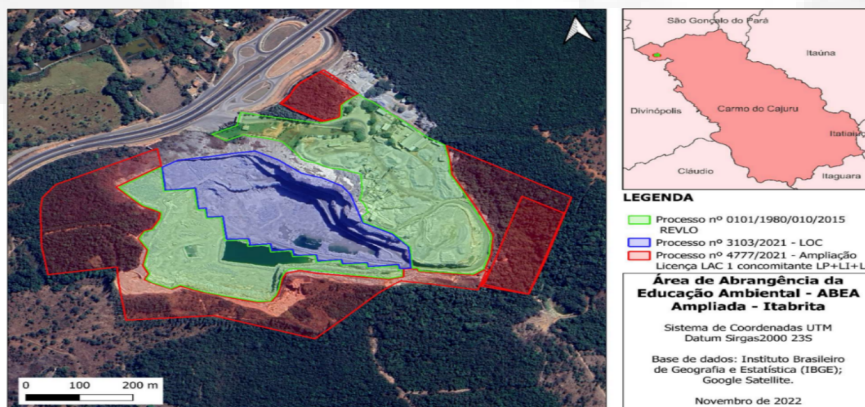 São Gonçalo do Pará
Itaúna
Divinópolis
Carmo do Cajuru
Cláudio
Itaguara
LEGENDA
Processo nº 0101/1980/010/2015
REVLO
Processo nº 3103/2021 - LOC
Processo nº 4777/2021 - Ampliação
Licença LAC 1 concomitante LP+LI+L
Área de Abrangência da
Educação Ambiental - ABEA
Ampliada - Itabrita
Sistema de Coordenadas UTM
Datum Sirgas2000 23S
Base de dados: Instituto Brasileiro
de Geografia e Estatística (IBGE);
Google Satellite.
Novembro de 2022
0 100 200 m